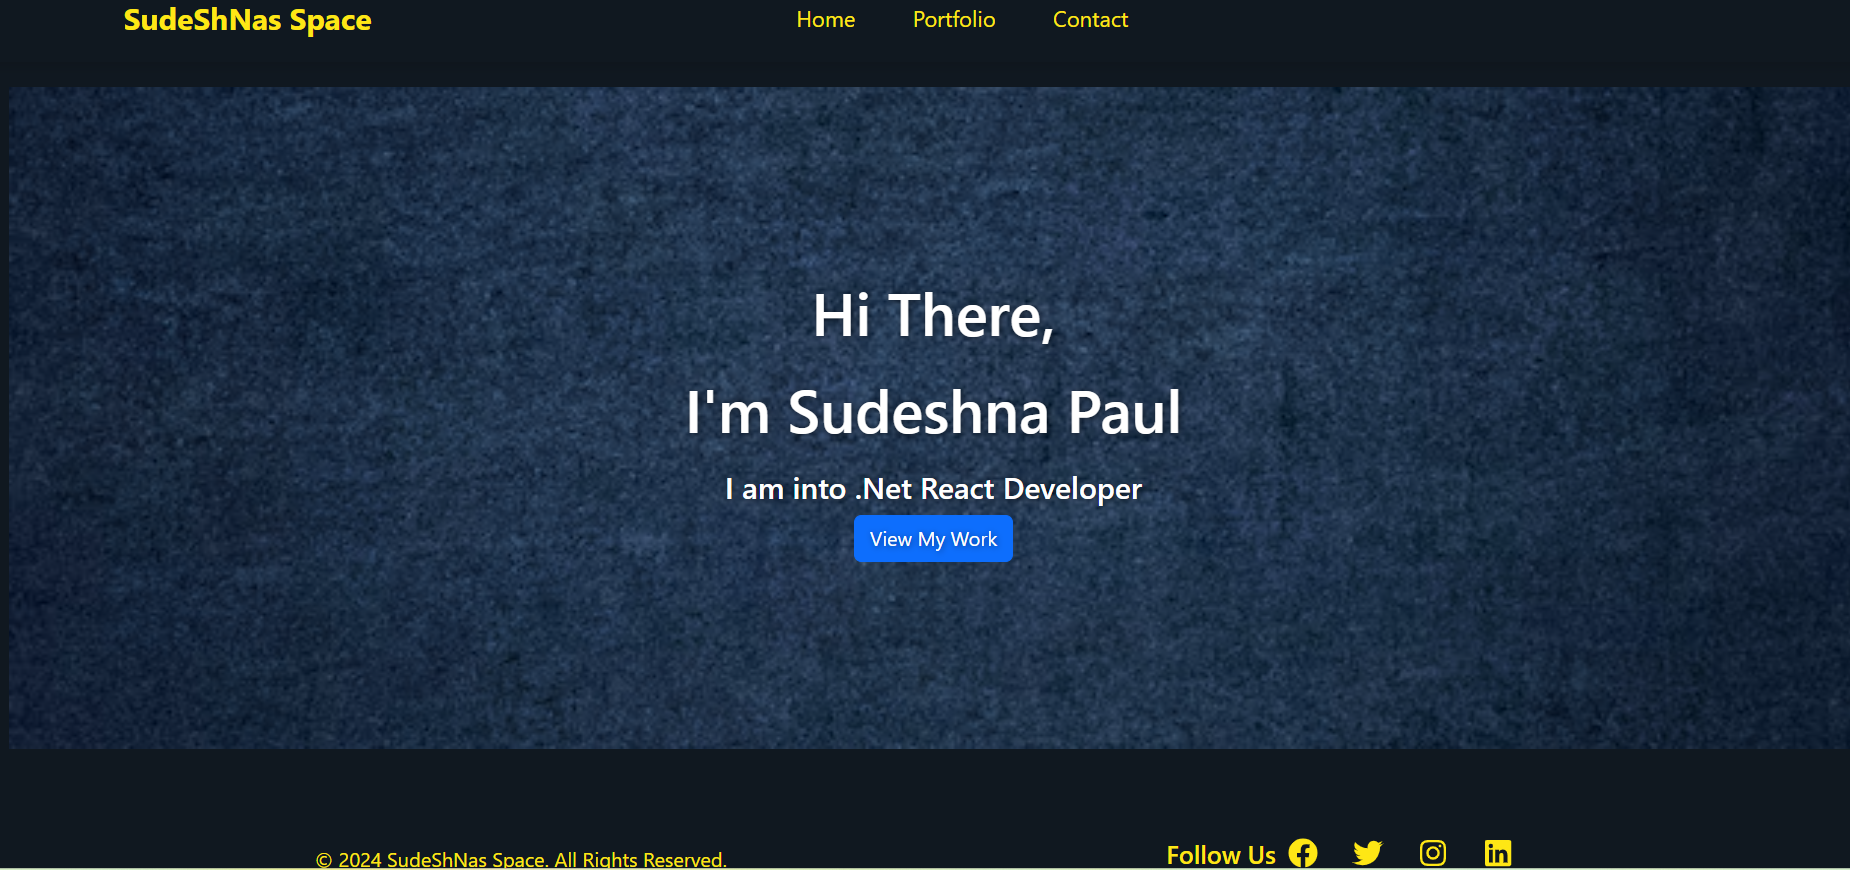 SudeShNas Space
Home Portfolio Contact
Hi There,
I'm Sudeshna Paul
I am into .Net React Developer
View My Work
© 2024 SudeShNas Space. All Rights Reserved.
Follow Us